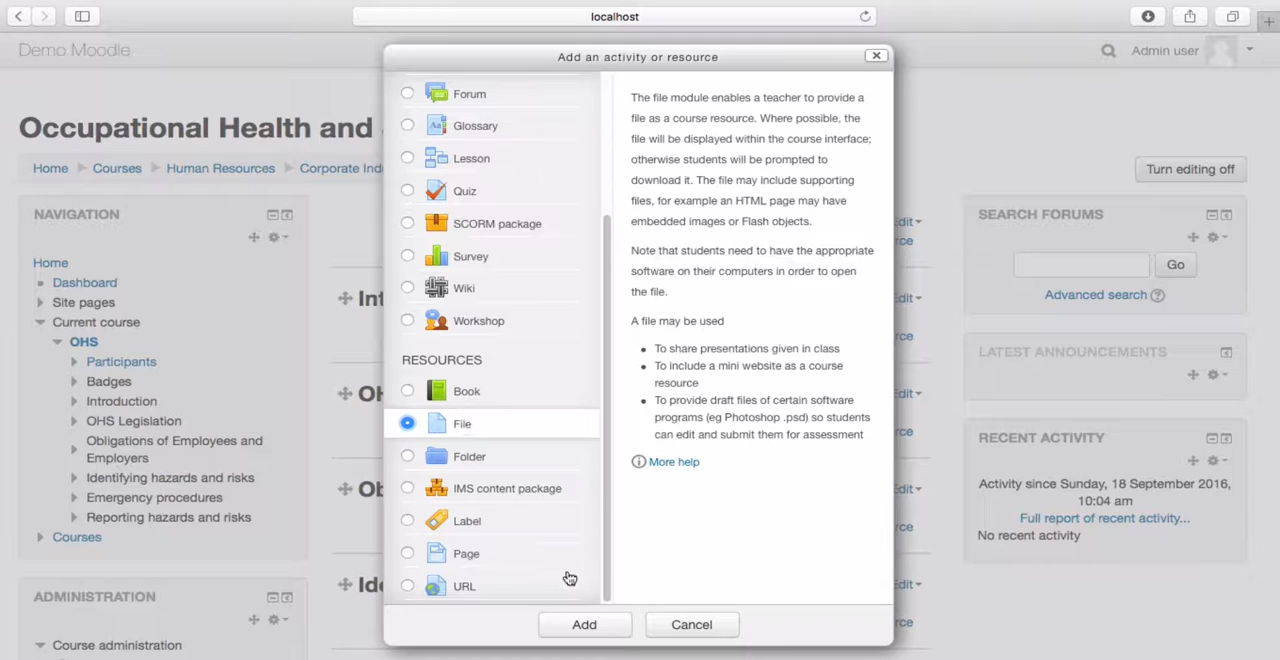 localhost
Demo Moodle
Admin user
Occupational Health and
Home
Courses
Human Resources
Turn editing off
NAVIGATION
Home
Dashboard
Site pages
Current course
OHS
Participants
Badges
Introduction
OHS Legislation
Obligations of Employees and
Employers
Identifying hazards and risks
Emergency procedures
Reporting hazards and risks
Courses
ADMINISTRATION
Course administration
Add an activity or resource
Forum
Glossary
Lesson
Quiz
SCORM package
Survey
Wiki
Workshop
RESOURCES
Book
File
Folder
IMS content package
Label
Page
URL
The file module enables a teacher to provide a
file as a course resource. Where possible, the
file will be displayed within the course interface;
otherwise students will be prompted to
download it. The file may include supporting
files, for example an HTML page may have
embedded images or Flash objects.
Note that students need to have the appropriate
software on their computers in order to open
the file.
A file may be used
To share presentations given in class
To include a mini website as a course
resource
To provide draft files of certain software
programs (eg Photoshop .psd) so students
can edit and submit them for assessment
More help
Add
Cancel
SEARCH FORUMS
Go
Advanced search
LATEST ANNOUNCEMENTS
RECENT ACTIVITY
Activity since Sunday, 18 September 2016,
10:04 am
Full report of recent activity...
No recent activity